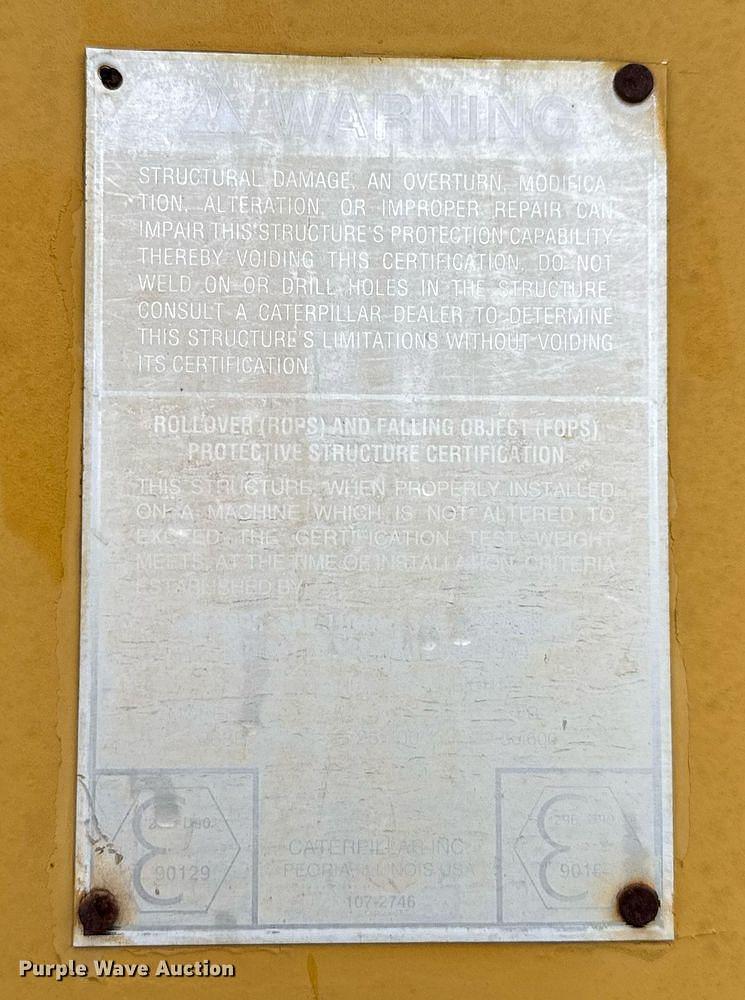 WARNING
STRUCTURAL DAMAGE, AN OVERTURN, MODIFICA-
TION, ALTERATION, OR IMPROPER REPAIR CAN
IMPAIR THIS STRUCTURE'S PROTECTION CAPABILITY
THEREBY VOIDING THIS CERTIFICATION. DO NOT
WELD ON OR DRILL HOLES IN THE STRUCTURE.
CONSULT A CATERPILLAR DEALER TO DETERMINE
THIS STRUCTURE'S LIMITATIONS WITHOUT VOIDING
ITS CERTIFICATION.
ROLLOVER (ROPS) AND FALLING OBJECT (FOPS)
PROTECTIVE STRUCTURE CERTIFICATION
THIS STRUCTURE, WHEN PROPERLY INSTALLED
ON A MACHINE WHICH IS NOT ALTERED TO
EXCEED THE CERTIFICATION TEST WEIGHT
MEETS, AT THE TIME OF INSTALLATION, CRITERIA
ESTABLISHED BY
90129
CATERPILLAR INC.
PEORIA, ILLINOIS USA
107-2746
Purple Wave Auction